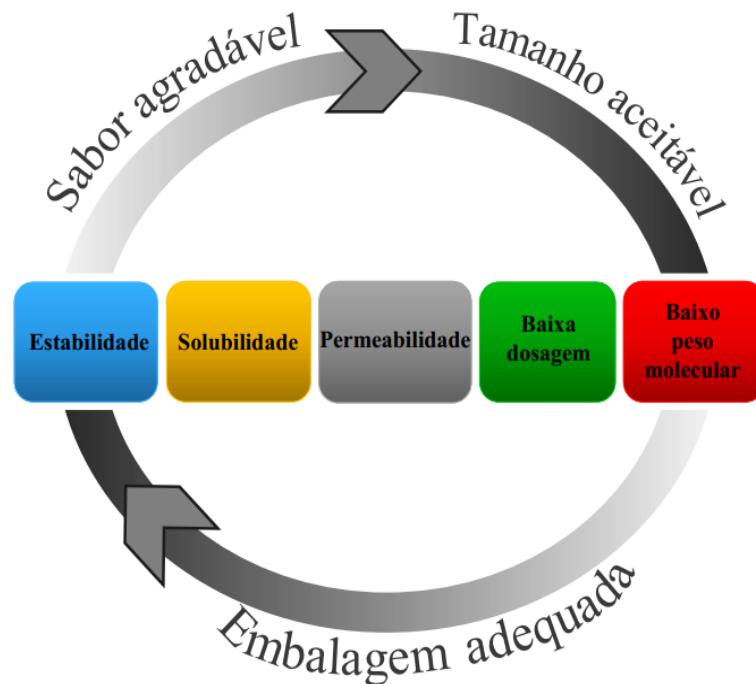 Sabor agradável
Tamanho aceitável
Estabilidade
Solubilidade
Permeabilidade
Baixa
dosagem
Baixo
peso
molecular
Embalagem adequada